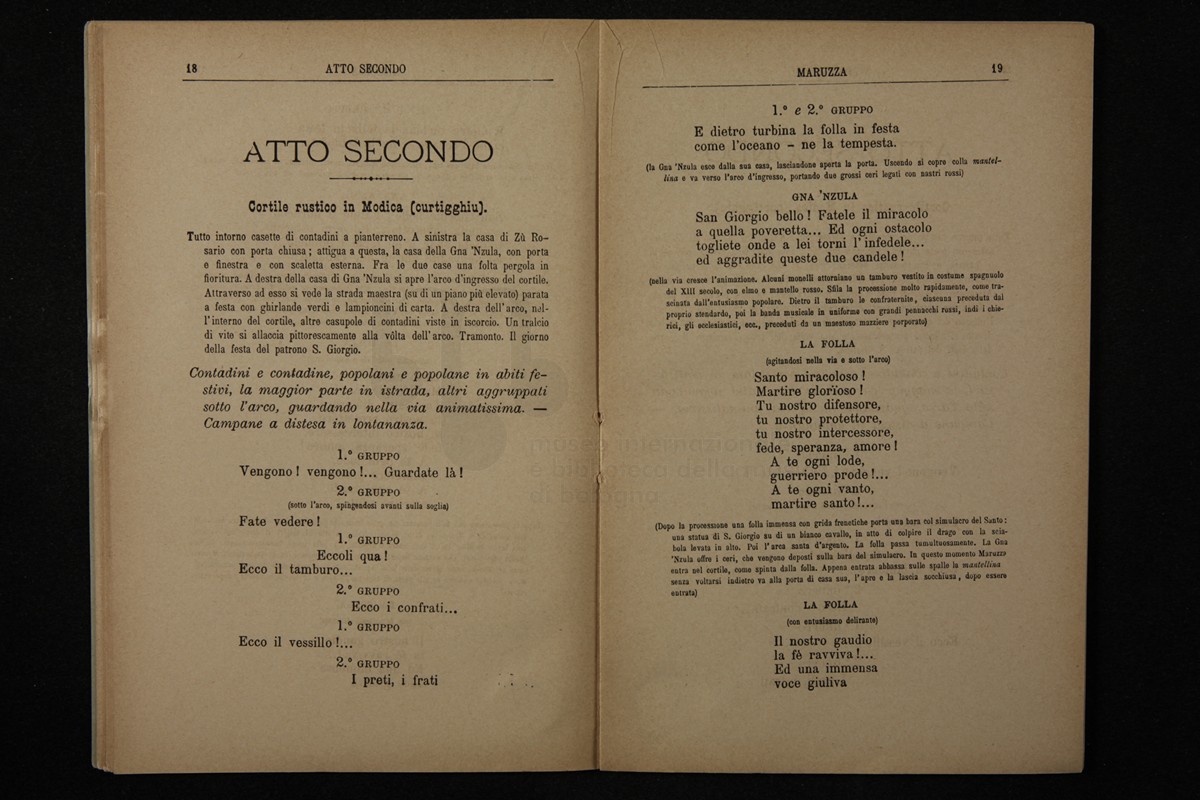 18 ATTO SECONDO
ATTO SECONDO
Cortile rustico in Modica (curtigghiu).
Tutto intorno casette di contadini a pianterreno. A sinistra la casa di Zù Ro-
sario con porta chiusa; attigua a questa, la casa della Gna 'Nzula, con porta
e finestra e con scaletta esterna. Fra le due case una folta pergola in
fioritura. A destra della casa di Gna 'Nzula si apre l'arco d'ingresso del cortile.
Attraverso ad esso si vede la strada maestra (su di un piano più elevato) parata
a festa con ghirlande verdi e lampioncini di carta. A destra dell'arco, nel-
l'interno del cortile, altre casupole di contadini viste in iscorcio. Un tralcio
di vite si allaccia pittorescamente alla vôlta dell'arco. Tramonto. Il giorno
della festa del patrono S. Giorgio.
Contadini e contadine, popolani e popolane in abiti fe-
stivi, la maggior parte in istrada, altri aggruppati
sotto l'arco, guardando nella via animatissima. —
Campane a distesa in lontananza.
1.º GRUPPO
Vengono! vengono!... Guardate là!
2.º GRUPPO
(sotto l'arco, spingendosi avanti sulla soglia)
Fate vedere!
1.º GRUPPO
Eccoli qua!
Ecco il tamburo...
2.º GRUPPO
Ecco i confrati...
1.º GRUPPO
Ecco il vessillo!...
2.º GRUPPO
I preti, i frati
MARUZZA 19
1.º e 2.º GRUPPO
E dietro turbina la folla in festa
come l'oceano – ne la tempesta.
(la Gna 'Nzula esce dalla sua casa, lasciandone aperta la porta. Uscendo si copre colla mantel-
lina e va verso l'arco d'ingresso, portando due grossi ceri legati con nastri rossi)
GNA 'NZULA
San Giorgio bello! Fatele il miracolo
a quella poveretta... Ed ogni ostacolo
togliete onde a lei torni l'infedele...
ed aggradite queste due candele!
(nella via cresce l'animazione. Alcuni monelli attorniano un tamburo vestito in costume spagnuolo
del XIII secolo, con elmo e mantello rosso. Sfila la processione molto rapidamente, come tra-
scinata dall'entusiasmo popolare. Dietro il tamburo le confraternite, ciascuna preceduta dal
proprio stendardo, poi la banda musicale in uniforme con grandi pennacchi rossi, indi i chie-
rici, gli ecclesiastici, ecc., preceduti da un maestoso mazziere porporato)
LA FOLLA
(agitandosi nella via e sotto l'arco)
Santo miracoloso!
Martire glorïoso!
Tu nostro difensore,
tu nostro protettore,
tu nostro intercessore,
fede, speranza, amore!
A te ogni lode,
guerriero prode!...
A te ogni vanto,
martire santo!...
(Dopo la processione una folla immensa con grida frenetiche porta una bara col simulacro del Santo:
una statua di S. Giorgio su di un bianco cavallo, in atto di colpire il drago con la scia-
bola levata in alto. Poi l'arca santa d'argento. La folla passa tumultuosamente. La Gna
'Nzula offre i ceri, che vengono deposti sulla bara del simulacro. In questo momento Maruzza
entra nel cortile, come spinta dalla folla. Appena entrata abbassa sulle spalle la mantellina
senza voltarsi indietro va alla porta di casa sua, l'apre e la lascia socchiusa, dopo essere
entrata)
LA FOLLA
(con entusiasmo delirante)
Il nostro gaudio
la fê ravviva!...
Ed una immensa
voce giuliva